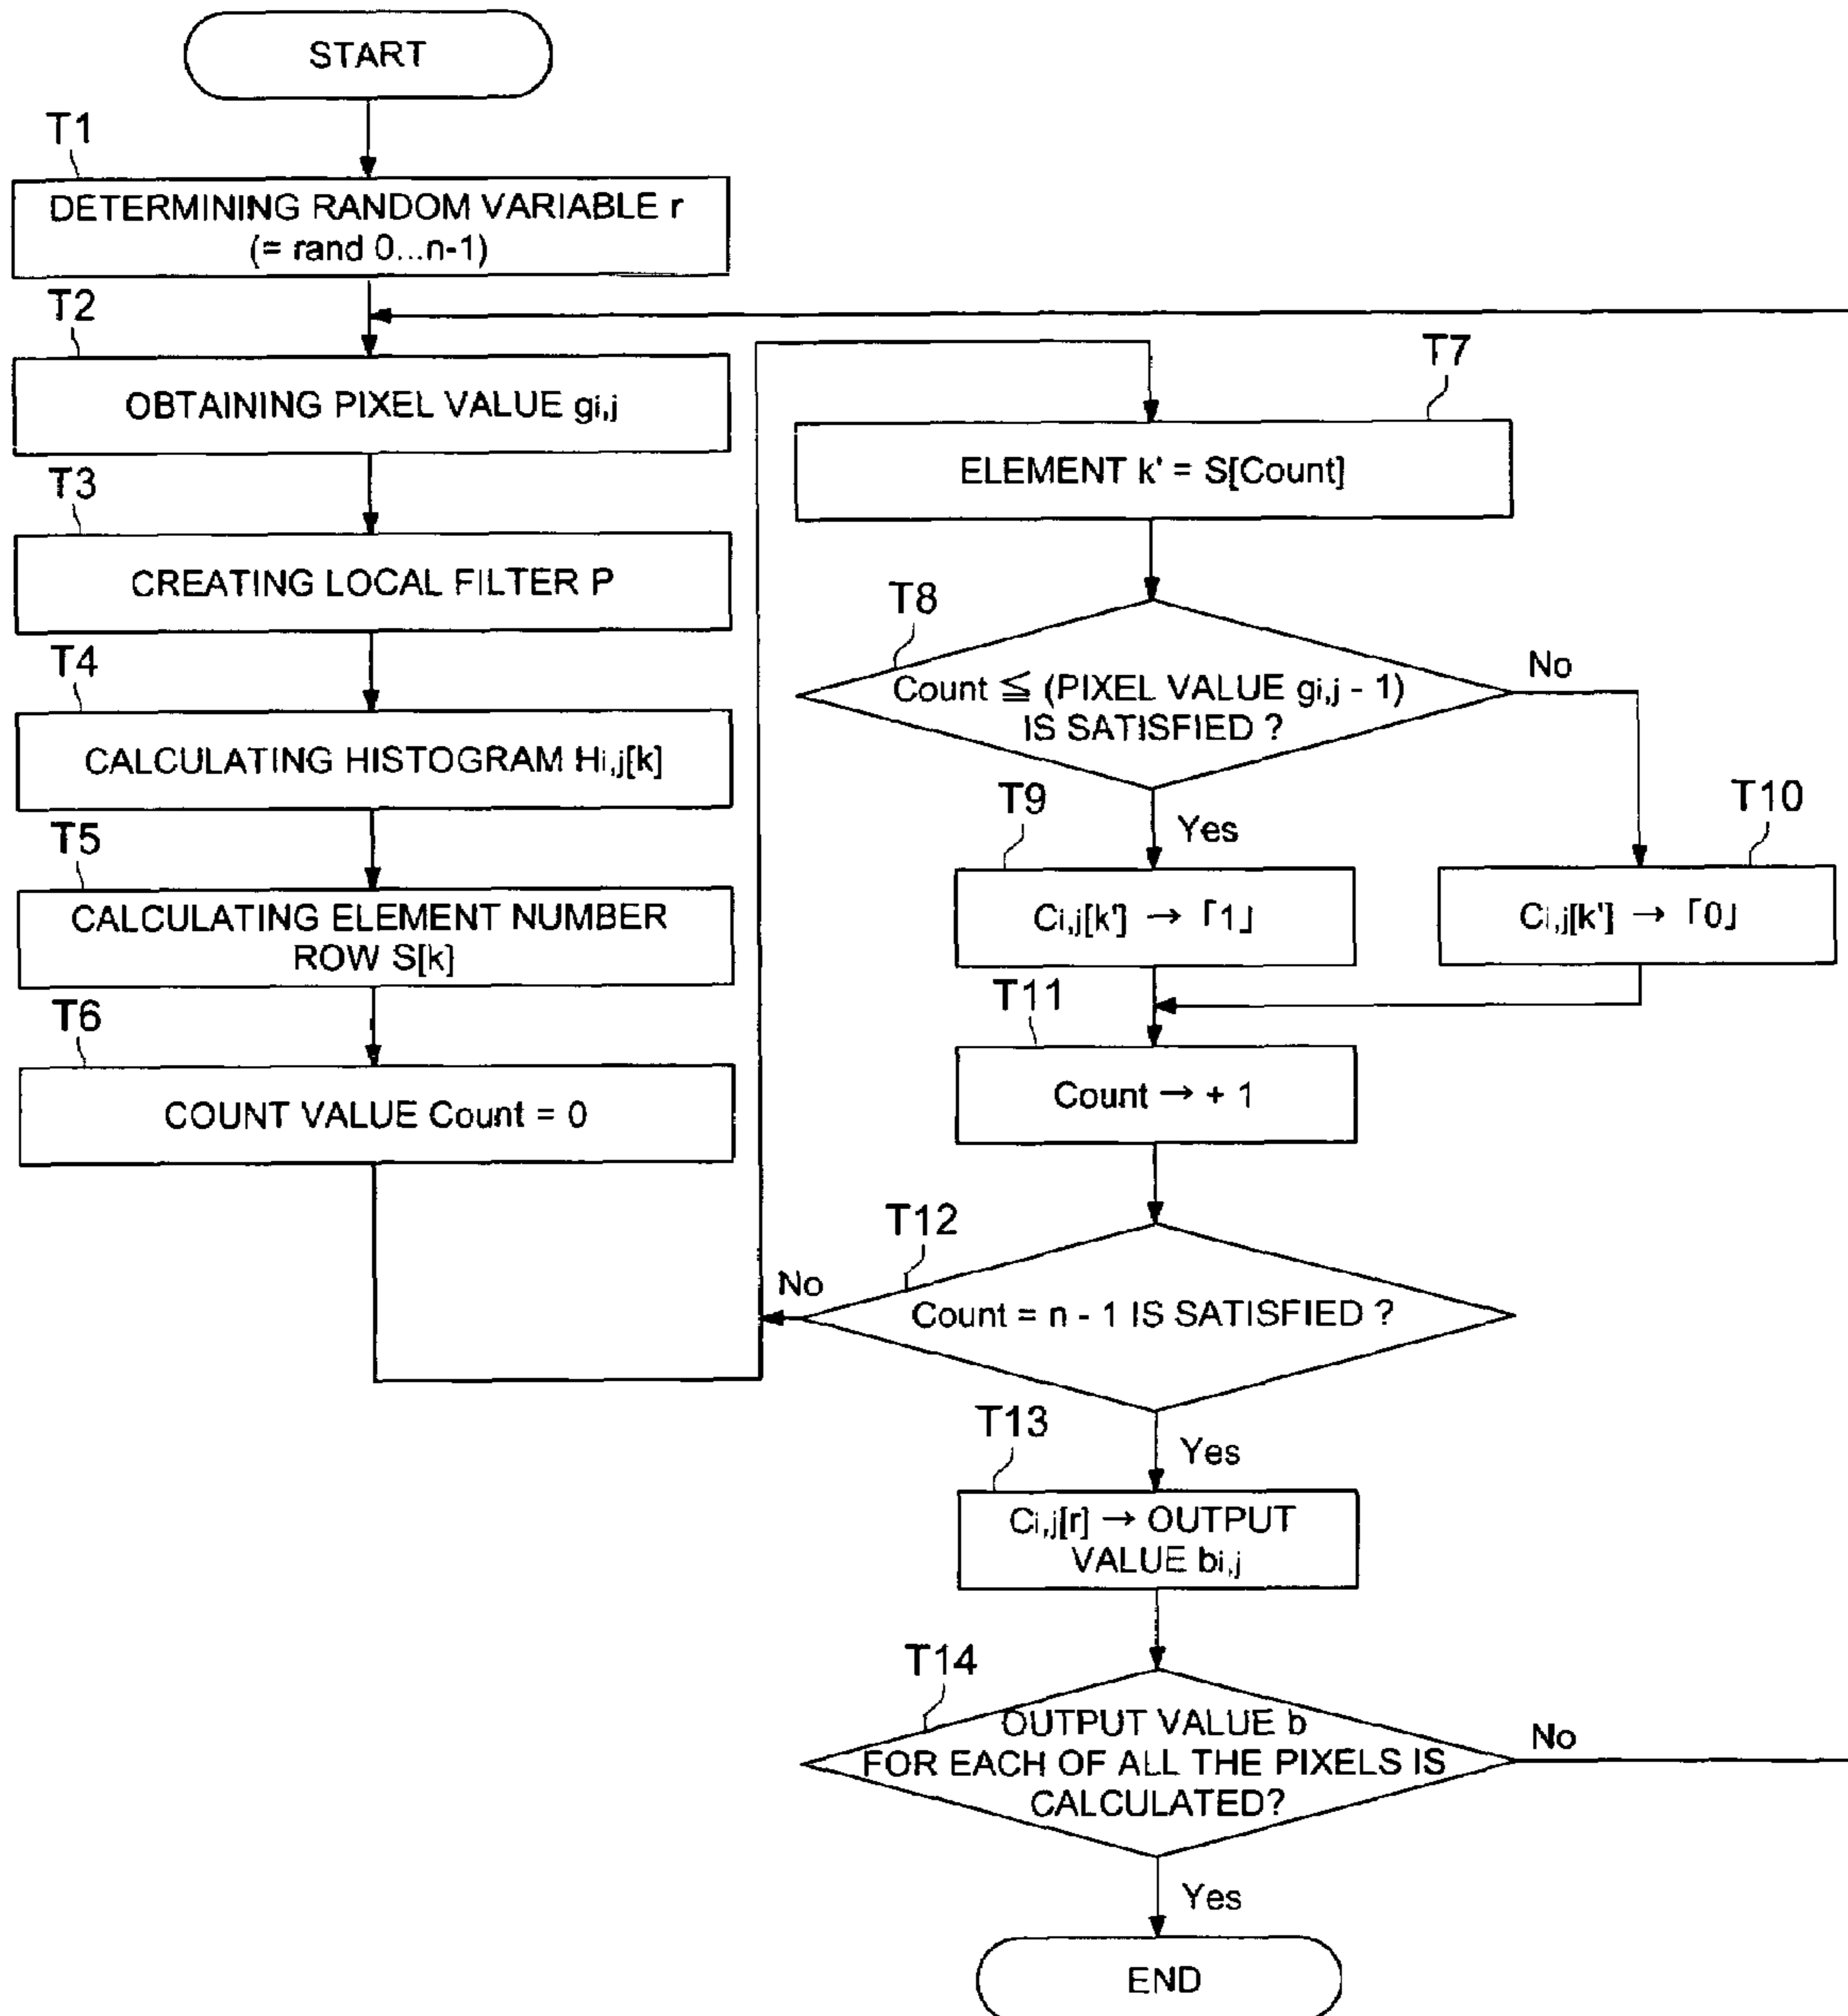 START
T1
DETERMINING RANDOM VARIABLE r
(= rand 0...n-1)
T2
OBTAINING PIXEL VALUE gi,j
T3
CREATING LOCAL FILTER P
T4
CALCULATING HISTOGRAM Hi,j[k]
T5
CALCULATING ELEMENT NUMBER
ROW S[k]
T6
COUNT VALUE Count = 0
T7
ELEMENT k' = S[Count]
T8
Count ≦ (PIXEL VALUE gi,j - 1)
IS SATISFIED ?
No
Yes
T9
Ci,j[k'] → ｢1｣
T10
Ci,j[k'] → ｢0｣
T11
Count → + 1
T12
Count = n - 1 IS SATISFIED ?
No
Yes
T13
Ci,j[r] → OUTPUT
VALUE bi,j
T14
OUTPUT VALUE b
FOR EACH OF ALL THE PIXELS IS
CALCULATED?
No
Yes
END